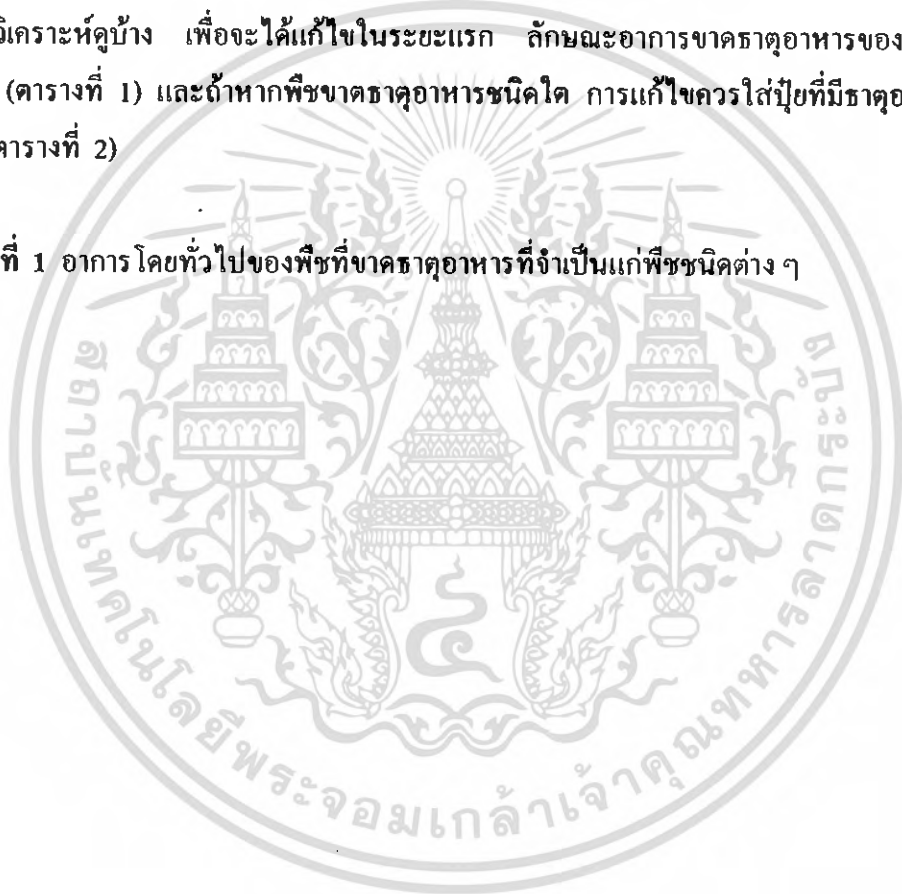 วิเคราะห์ดูบ้าง เพื่อจะได้แก้ไขในระยะแรก ลักษณะอาการขาดธาตุอาหารของ
(ตารางที่ 1) และถ้าหากพืชขาดธาตุอาหารชนิดใด การแก้ไขควรใส่ปุ๋ยที่มีธาตุอ
ตารางที่ 2)
ที่ 1 อาการโดยทั่วไปของพืชที่ขาดธาตุอาหารที่จำเป็นแก่พืชชนิดต่าง ๆ
สถาบันเทคโนโลยีพระจอมเกล้าเจ้าคุณทหารลาดกระบัง
๔